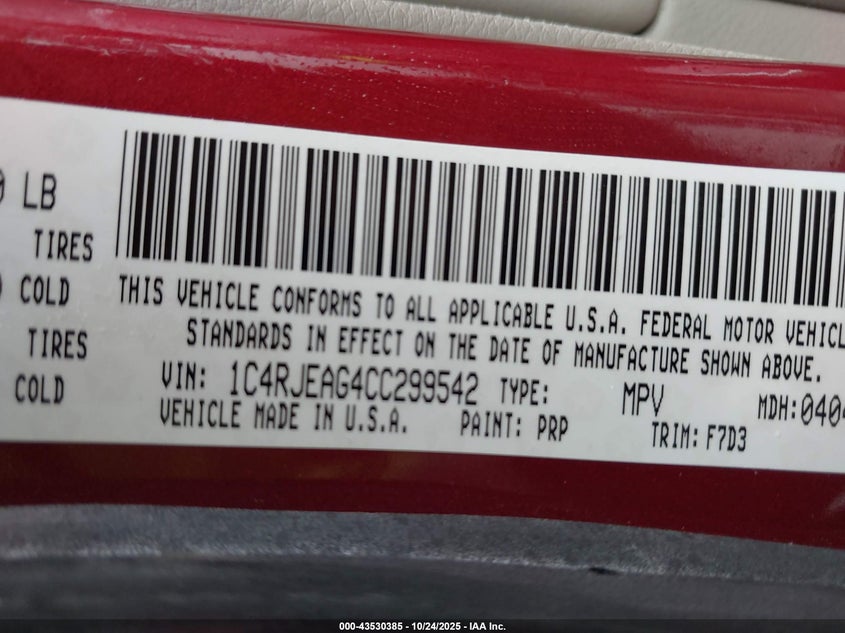 LB
TIRES
COLD
TIRES
COLD
THIS VEHICLE CONFORMS TO ALL APPLICABLE U.S.A. FEDERAL MOTOR VEHICL
STANDARDS IN EFFECT ON THE DATE OF MANUFACTURE SHOWN ABOVE.
VIN: 1C4RJEAG4CC299542 TYPE: MPV MDH:0404
VEHICLE MADE IN U.S.A. PAINT: PRP TRIM: F7D3
000-43530385 - 10/24/2025 - IAA Inc.